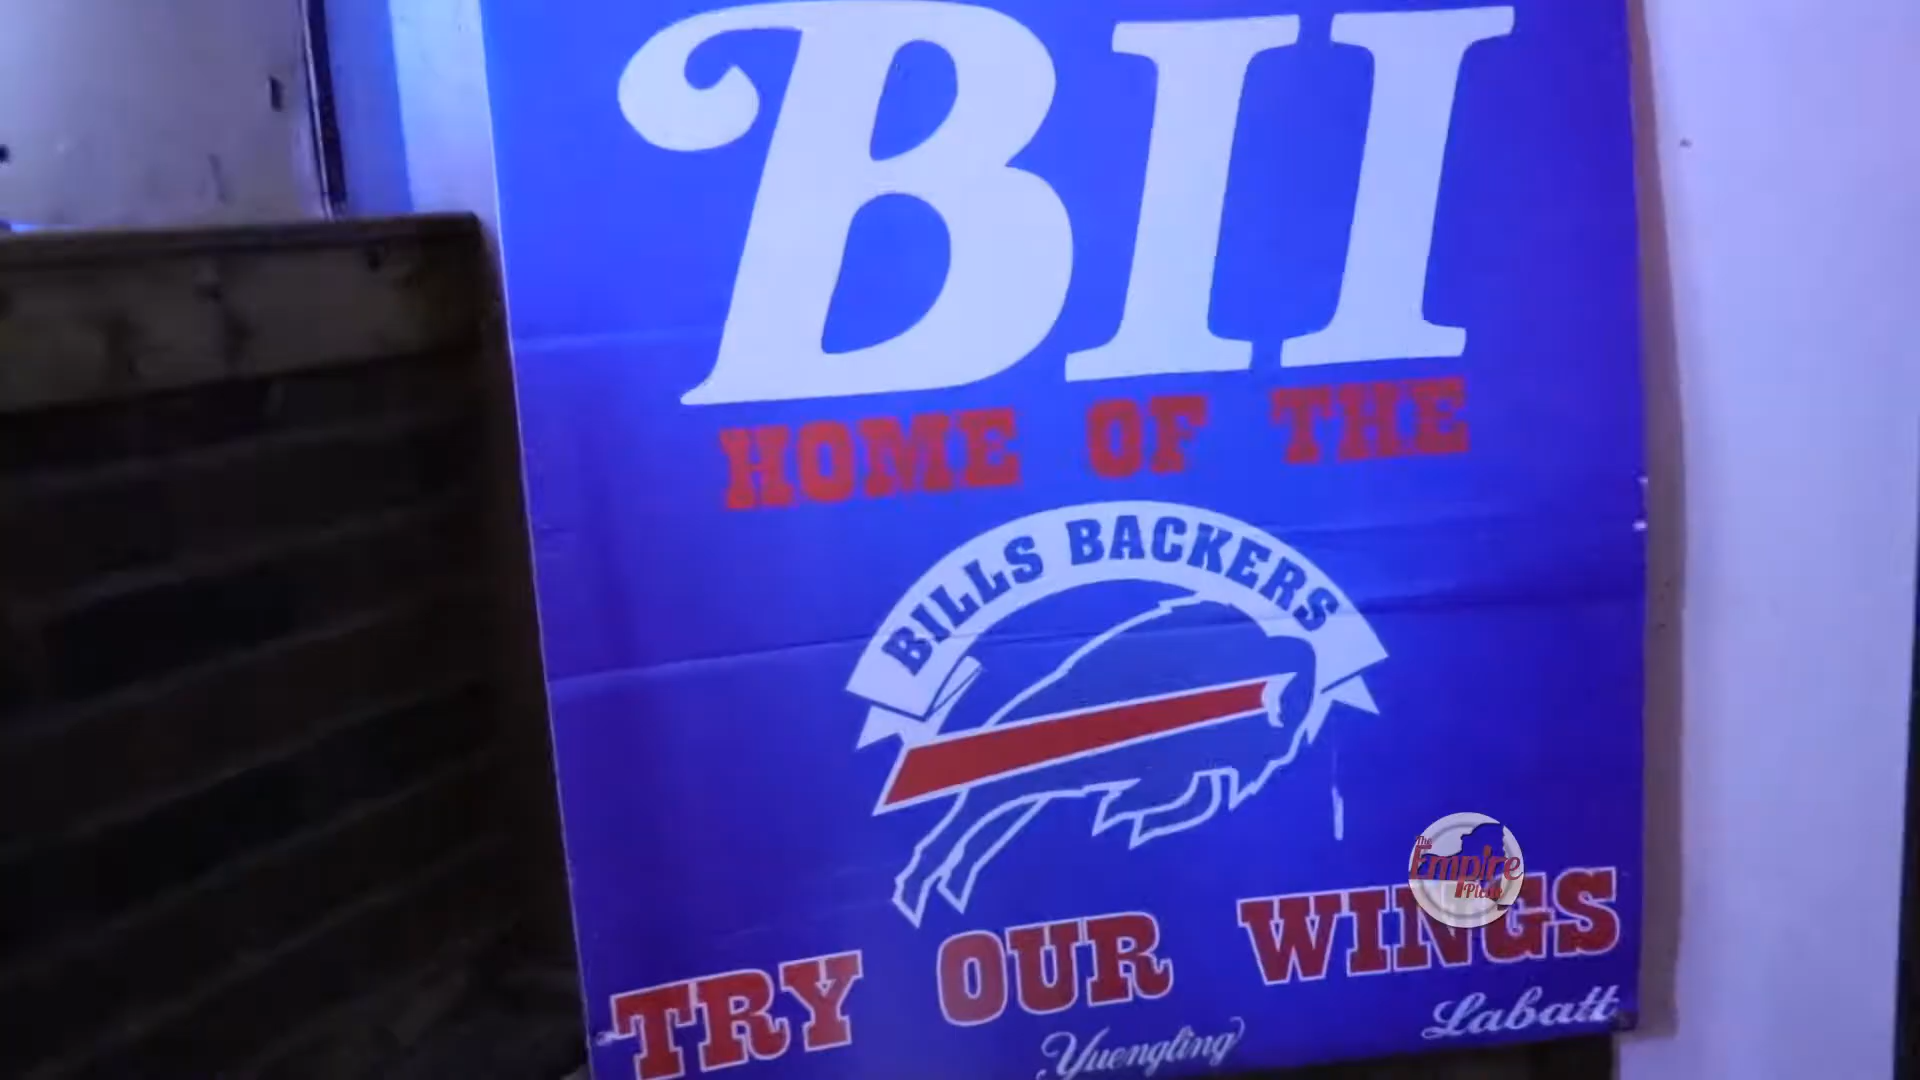 BII
HOME OF THE
BILLS BACKERS
TRY OUR WINGS
Yuengling
Labatt
The
Empire
Plate